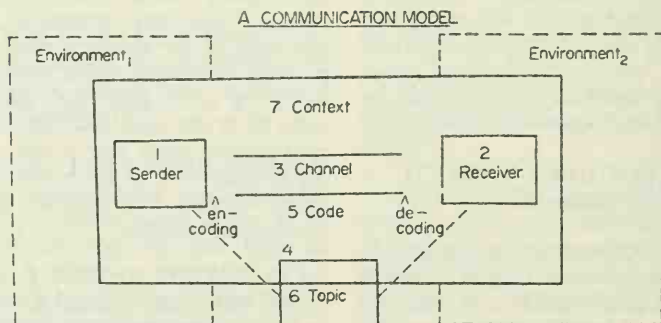 A COMMUNICATION MODEL
Environment₁
Environment₂
7 Context
1
Sender
3 Channel
2
Receiver
^ en-
coding
5 Code
^ de-
coding
4
6 Topic